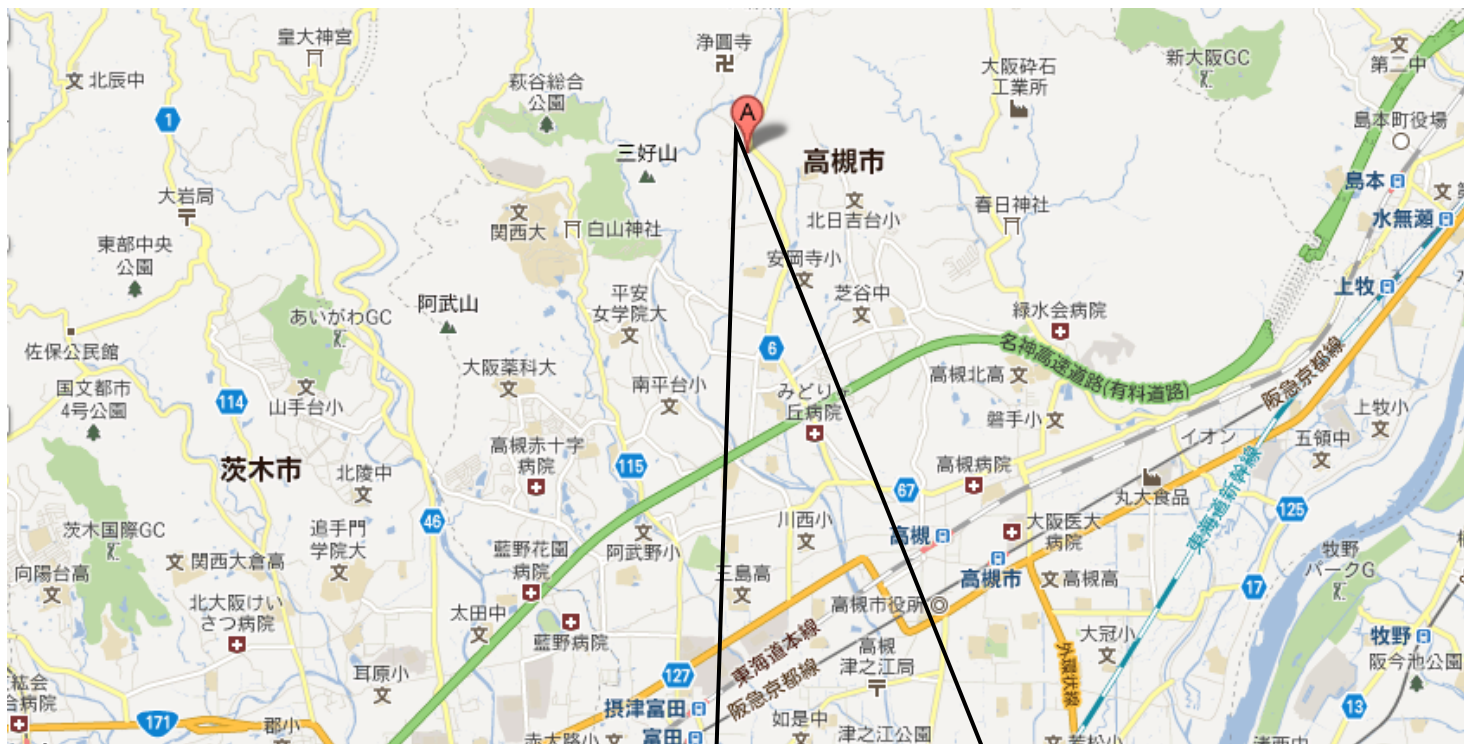 皇大神宮
浄圓寺
新大阪GC
第二中
北辰中
萩谷総合
公園
大阪砕石
工業所
1
A
島本町役場
三好山
高槻市
島本
大岩局
関西大
白山神社
北日吉台小
春日神社
水無瀬
東部中央
公園
安岡寺小
上牧
阿武山
平安
女学院大
芝谷中
緑水会病院
あいがわGC
佐保公民館
6
名神高速道路(有料道路)
阪急京都線
国文都市
4号公園
大阪薬科大
南平台小
みどりヶ
丘病院
高槻北高
114
山手台小
磐手小
上牧小
イオン
五領中
高槻赤十字
病院
茨木市
北陵中
115
高槻病院
67
丸大食品
東海道新幹線
125
46
茨木国際GC
追手門
学院大
川西小
大阪医大
病院
高槻
関西大倉高
藍野花園
病院
阿武野小
牧野
パークG
向陽台高
三島高
高槻市
高槻高
17
北大阪けい
さつ病院
太田中
高槻市役所
藍野病院
大冠小
牧野
東海道本線
高槻
津之江局
外環状線
阪今池公園
耳原小
127
阪急京都線
紘会
合病院
171
郡小
摂津富田
如是中
津之江公園
13
富田
赤大路小
若松小
渚西中